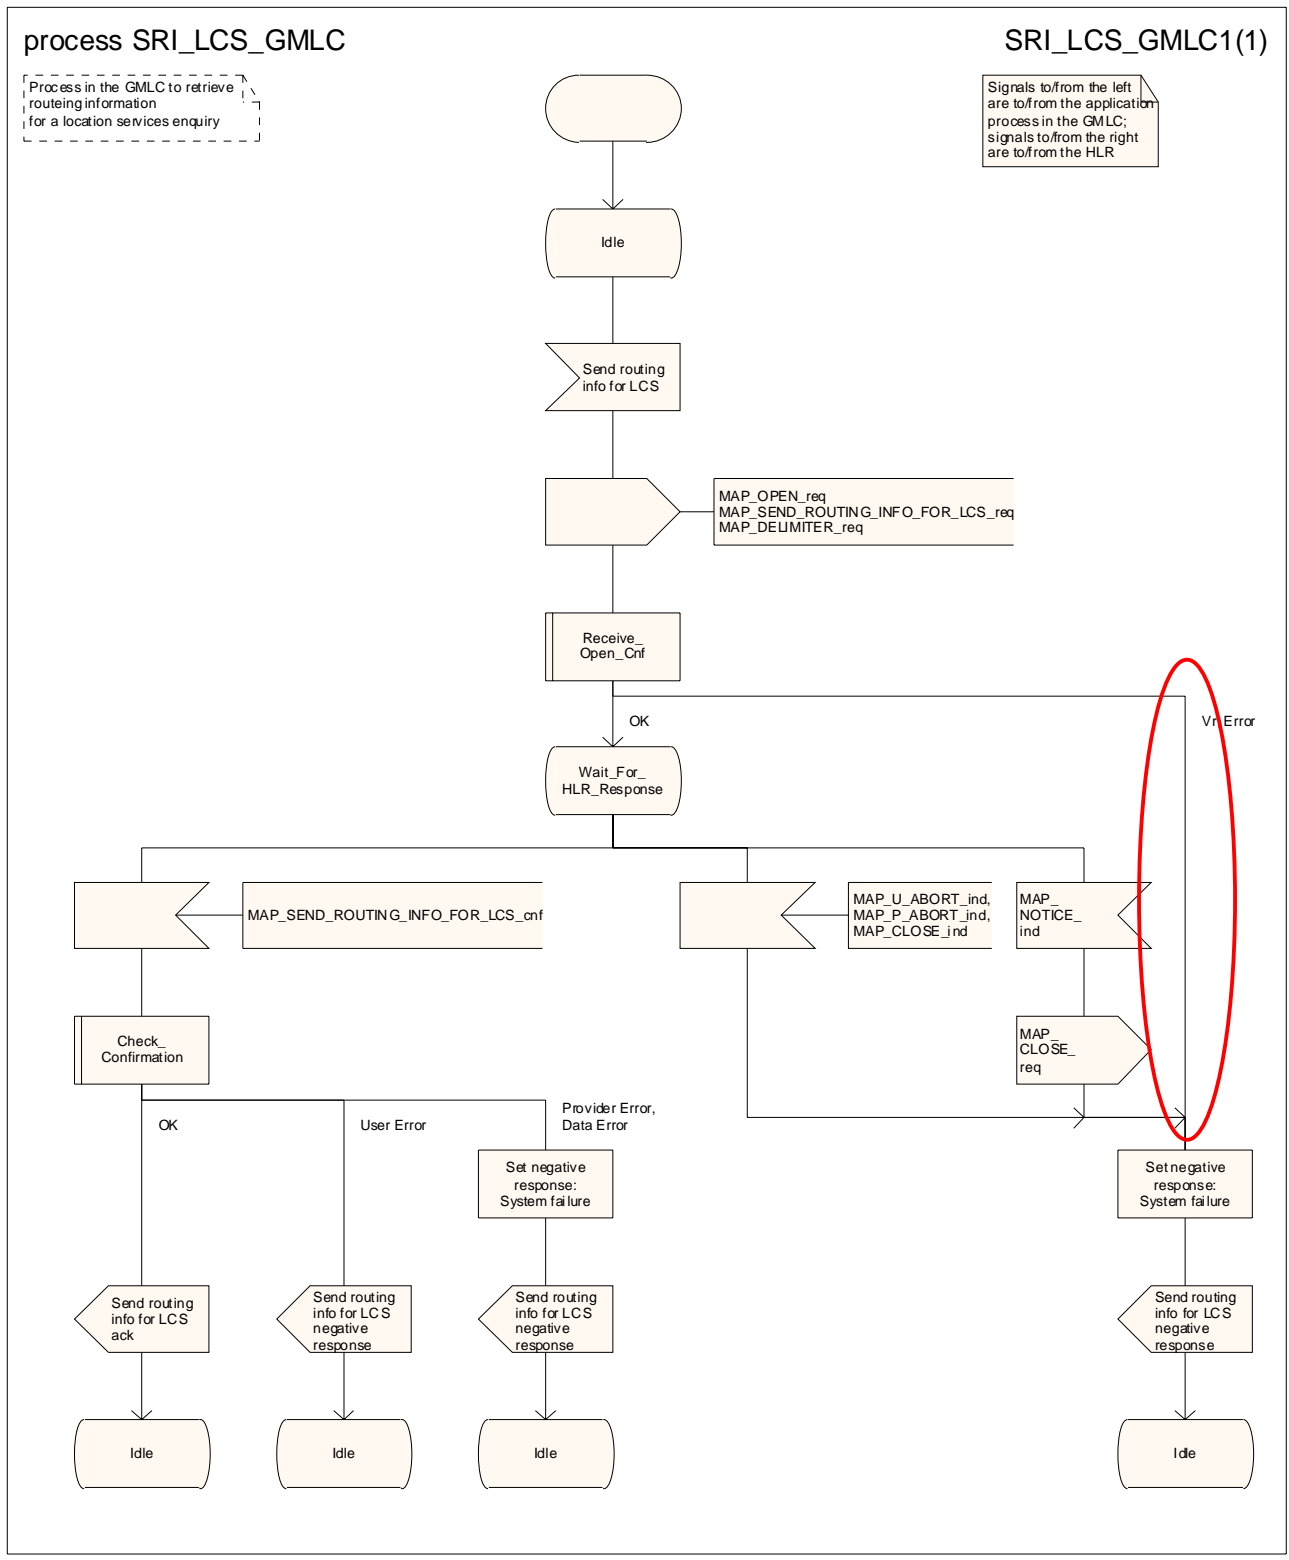 process SRI_LCS_GMLC
SRI_LCS_GMLC1(1)
Process in the GMLC to retrieve
routeing information
for a location services enquiry
Signals to/from the left
are to/from the application
process in the GMLC;
signals to/from the right
are to/from the HLR
Idle
Send routing
info for LCS
MAP_OPEN_req
MAP_SEND_ROUTING_INFO_FOR_LCS_req
MAP_DELIMITER_req
Receive_
Open_Cnf
OK
Vr Error
Wait_For_
HLR_Response
MAP_SEND_ROUTING_INFO_FOR_LCS_cnf
MAP_U_ABORT_ind,
MAP_P_ABORT_ind,
MAP_CLOSE_ind
MAP_
NOTICE_
ind
Check_
Confirmation
MAP_
CLOSE_
req
OK
User Error
Provider Error,
Data Error
Set negative
response:
System failure
Set negative
response:
System failure
Send routing
info for LCS
ack
Send routing
info for LCS
negative
response
Send routing
info for LCS
negative
response
Send routing
info for LCS
negative
response
Idle
Idle
Idle
Idle